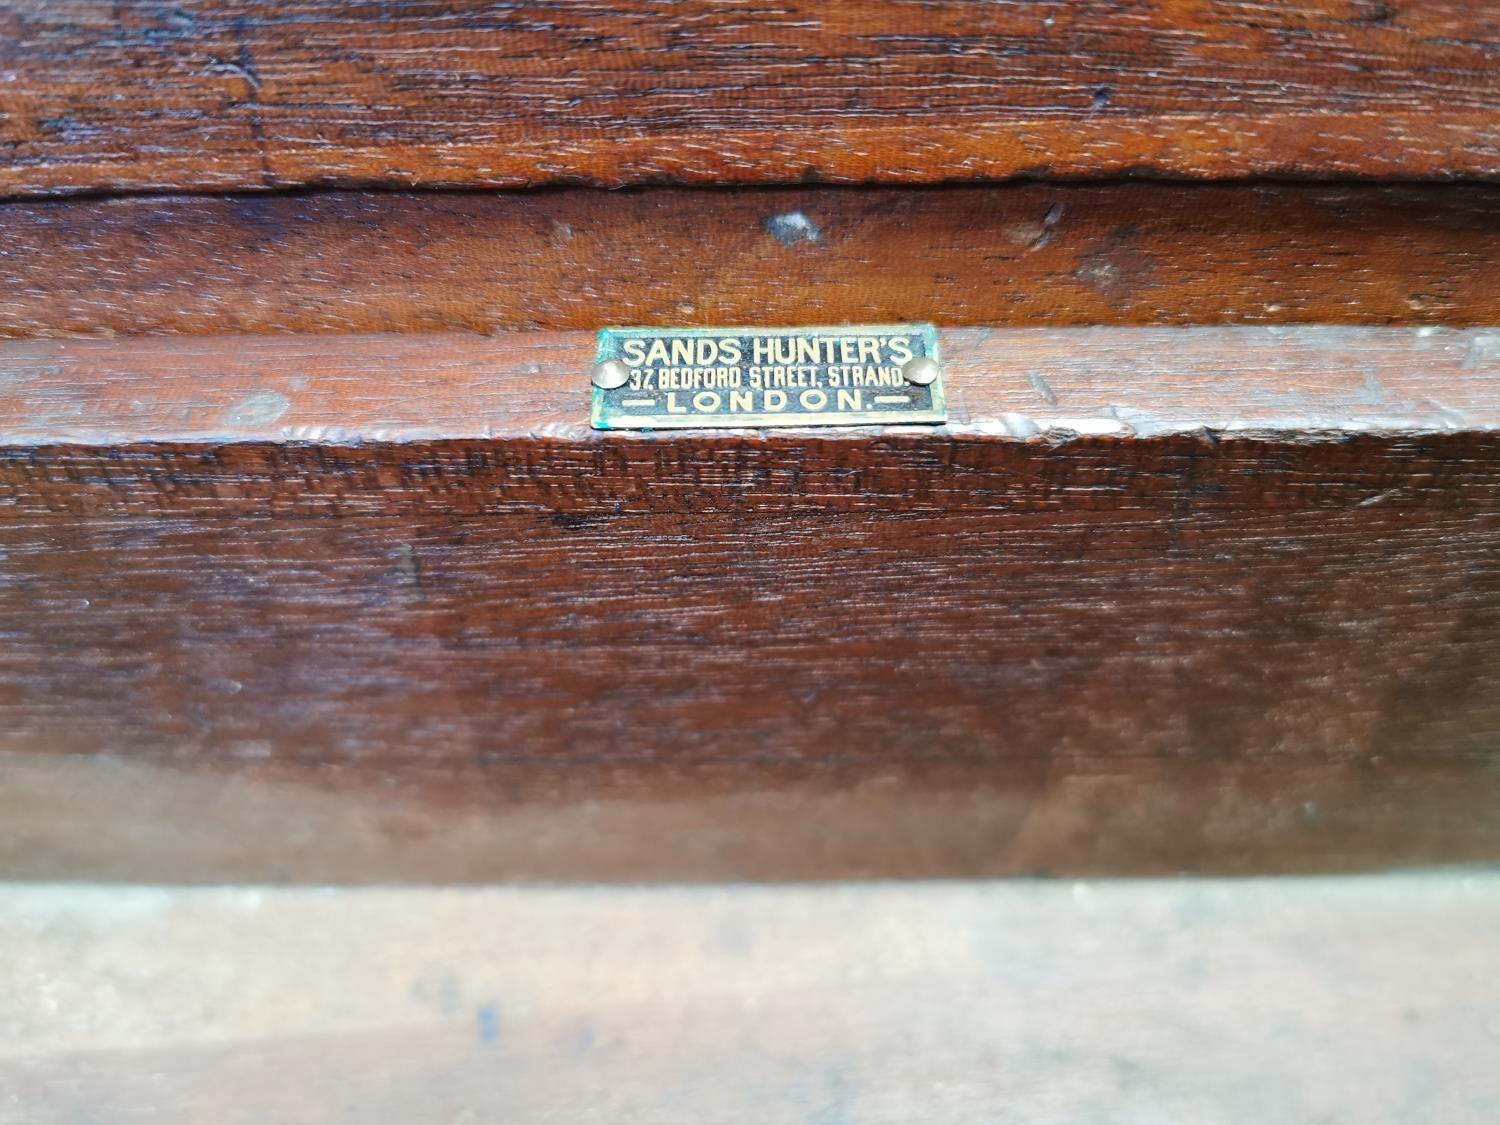 SANDS HUNTER'S
37, BEDFORD STREET, STRAND.
— LONDON. —